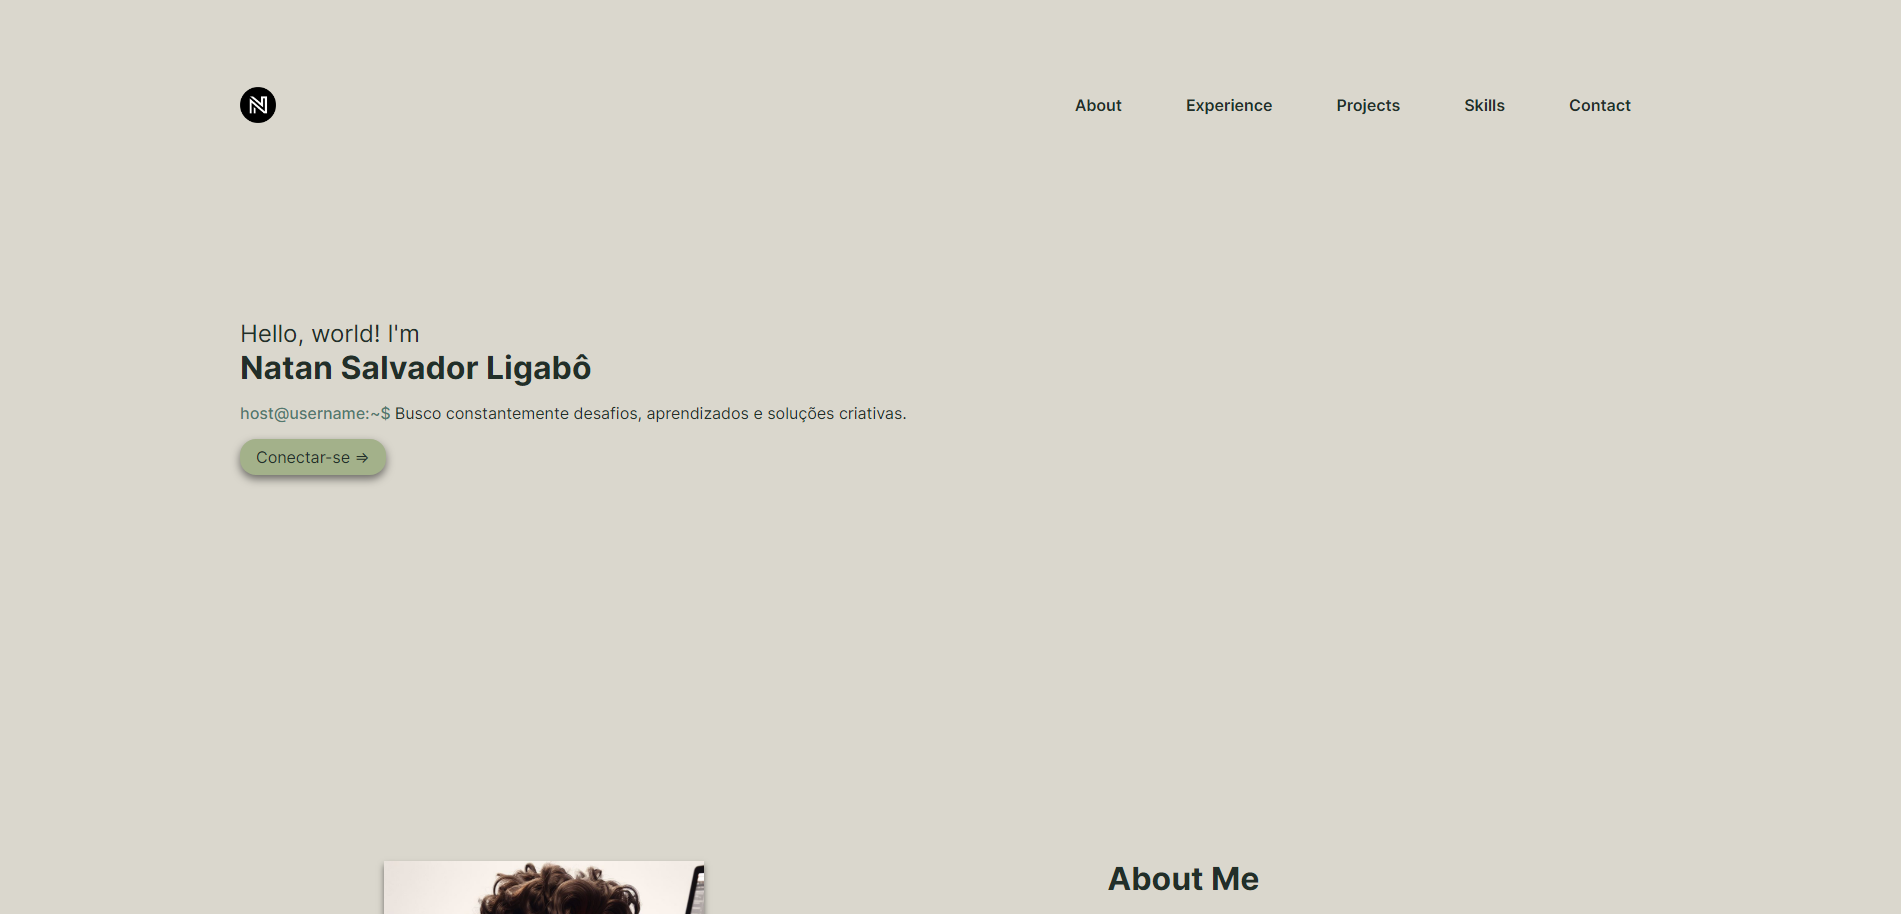 N
About Experience Projects Skills Contact
Hello, world! I'm
Natan Salvador Ligabô
host@username:~$ Busco constantemente desafios, aprendizados e soluções criativas.
Conectar-se ⇒
About Me